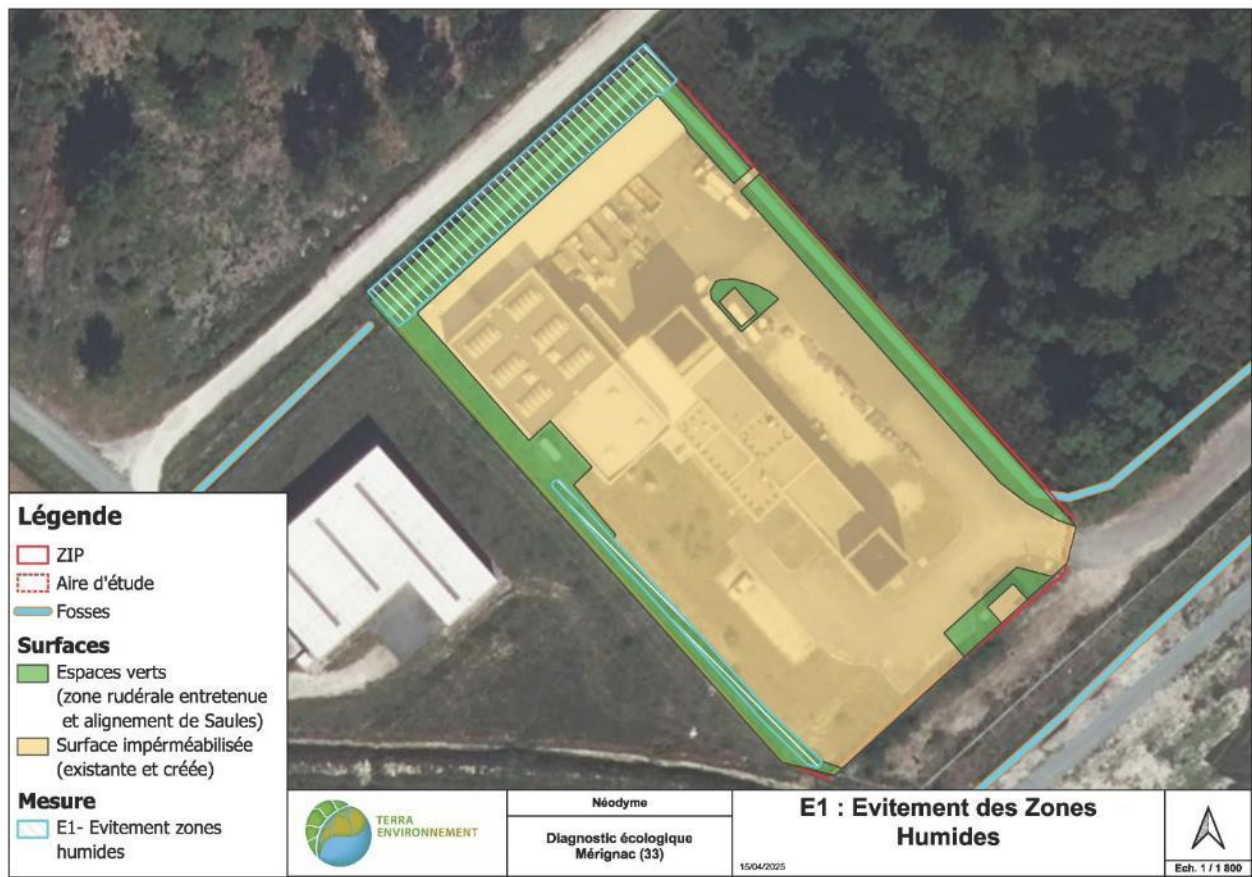 Légende
ZIP
Aire d'étude
Fosses
Surfaces
Espaces verts
(zone rudérale entretenue
et alignement de Saules)
Surface impérméabilisée
(existante et créée)
Mesure
E1- Evitement zones
humides
TERRA
ENVIRONNEMENT
Néodyme
Diagnostic écologique
Mérignac (33)
E1 : Evitement des Zones
Humides
15/04/2025
Ech. 1 / 1 800